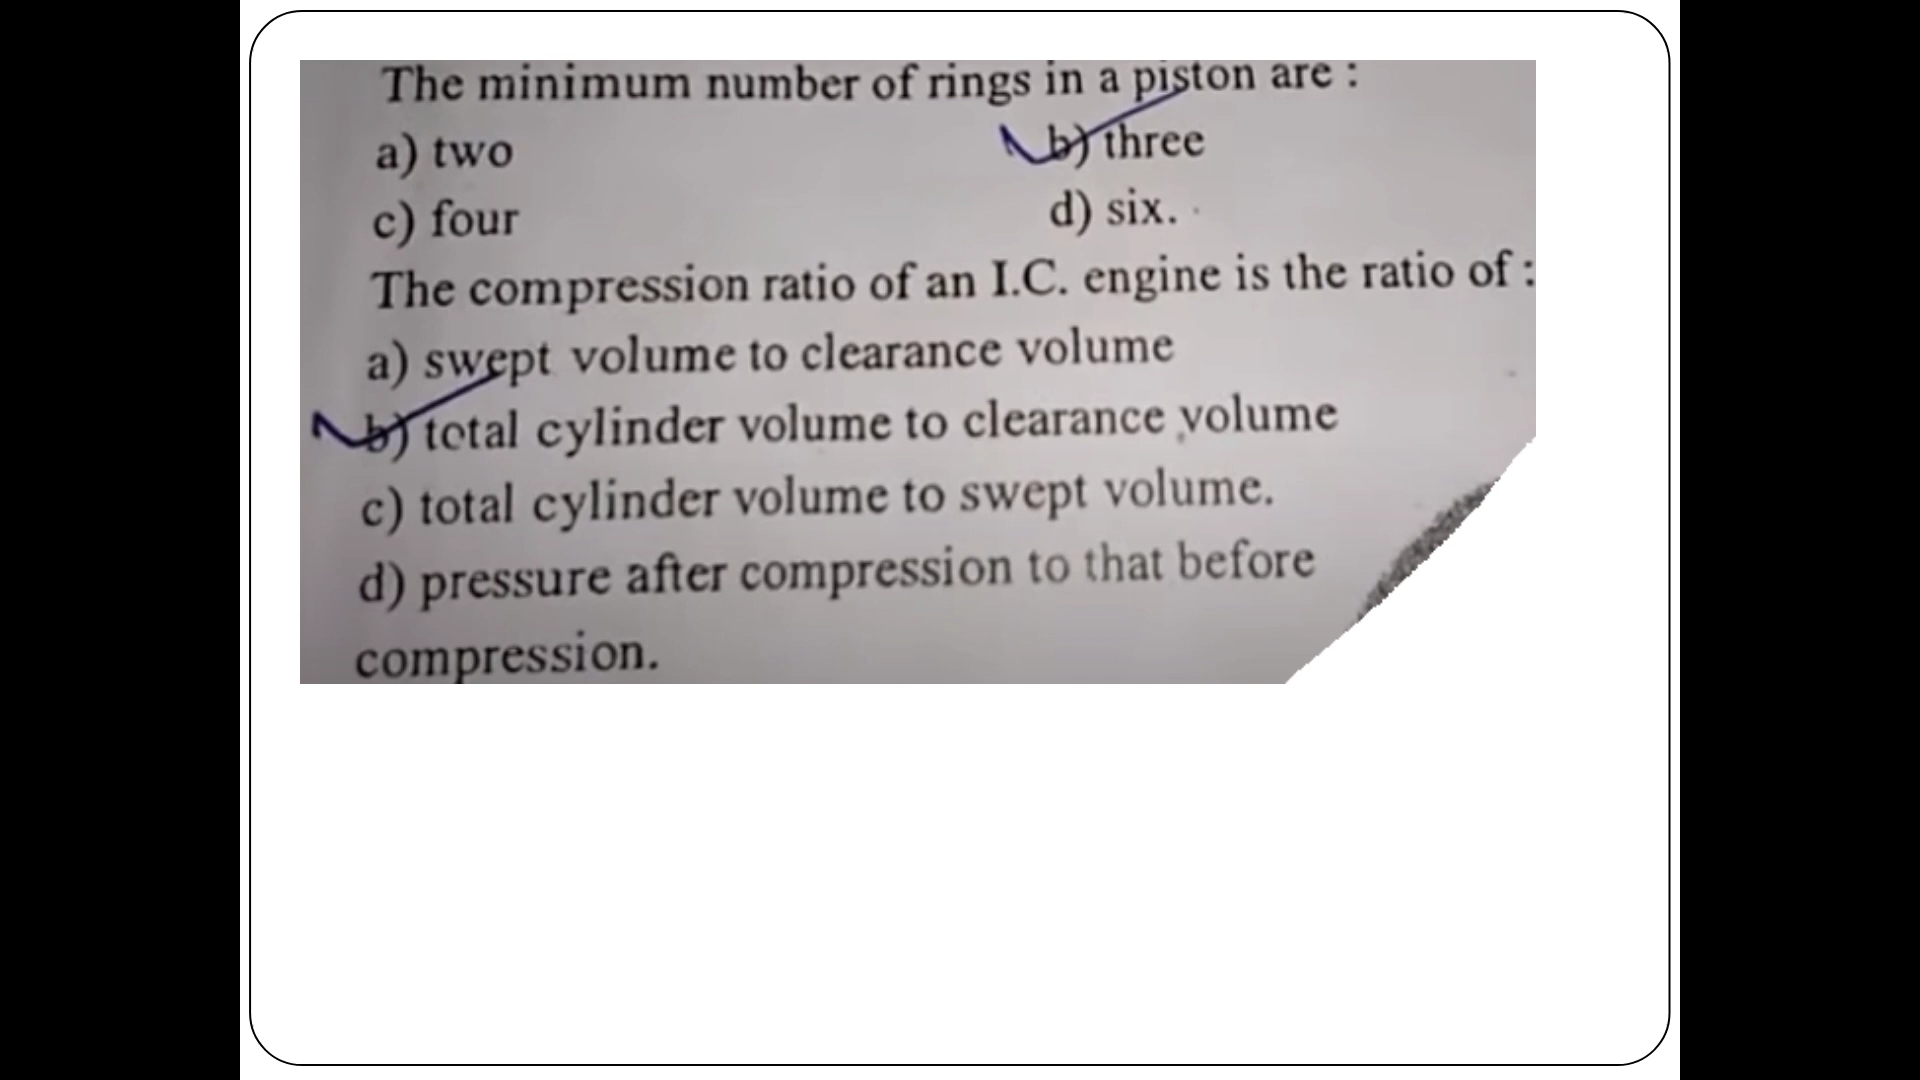 The minimum number of rings in a piston are :
a) two b) three
c) four d) six.
The compression ratio of an I.C. engine is the ratio of :
a) swept volume to clearance volume
b) total cylinder volume to clearance volume
c) total cylinder volume to swept volume.
d) pressure after compression to that before
compression.